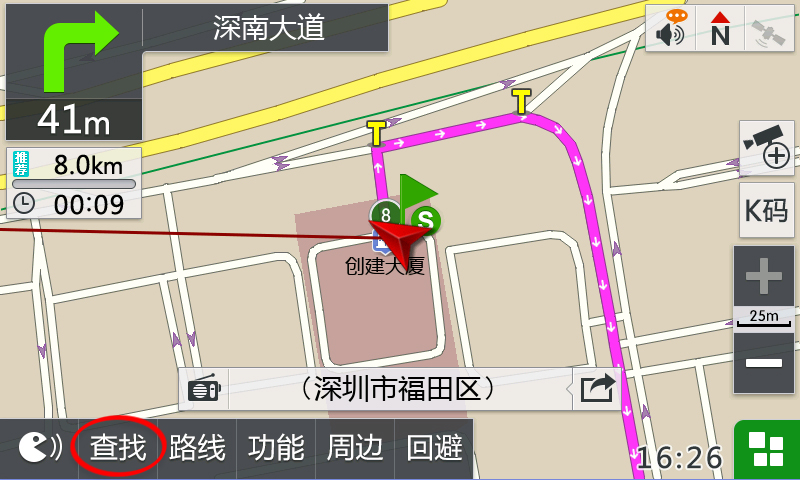 深南大道
41m
N
推荐 8.0km
00:09
T
T
K码
8
S
创建大厦
25m
（深圳市福田区）
查找 路线 功能 周边 回避
16:26